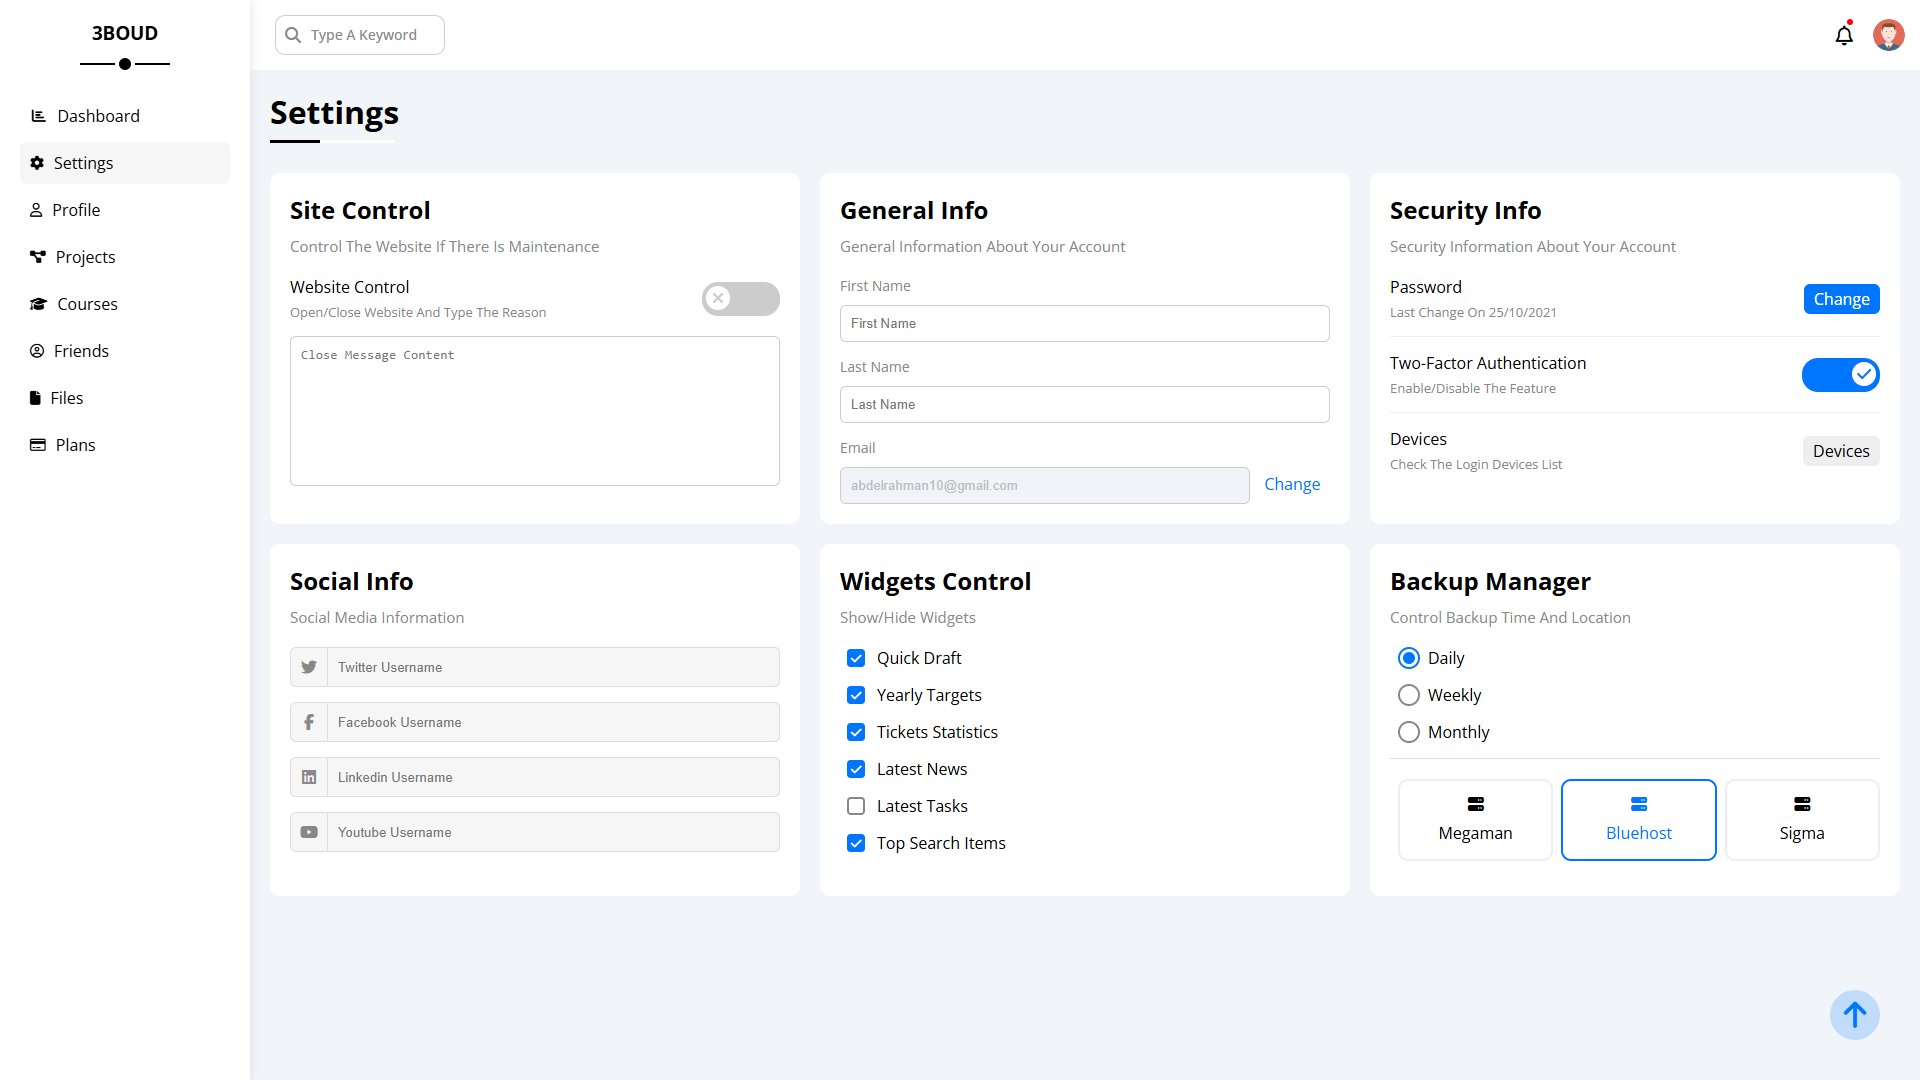 3BOUD
Dashboard
Settings
Profile
Projects
Courses
Friends
Files
Plans
Type A Keyword
Settings
Site Control
Control The Website If There Is Maintenance
Website Control
Open/Close Website And Type The Reason
Close Message Content
General Info
General Information About Your Account
First Name
First Name
Last Name
Last Name
Email
abdelrahman10@gmail.com
Change
Security Info
Security Information About Your Account
Password
Last Change On 25/10/2021
Change
Two-Factor Authentication
Enable/Disable The Feature
Devices
Check The Login Devices List
Devices
Social Info
Social Media Information
Twitter Username
Facebook Username
Linkedin Username
Youtube Username
Widgets Control
Show/Hide Widgets
Quick Draft
Yearly Targets
Tickets Statistics
Latest News
Latest Tasks
Top Search Items
Backup Manager
Control Backup Time And Location
Daily
Weekly
Monthly
Megaman
Bluehost
Sigma